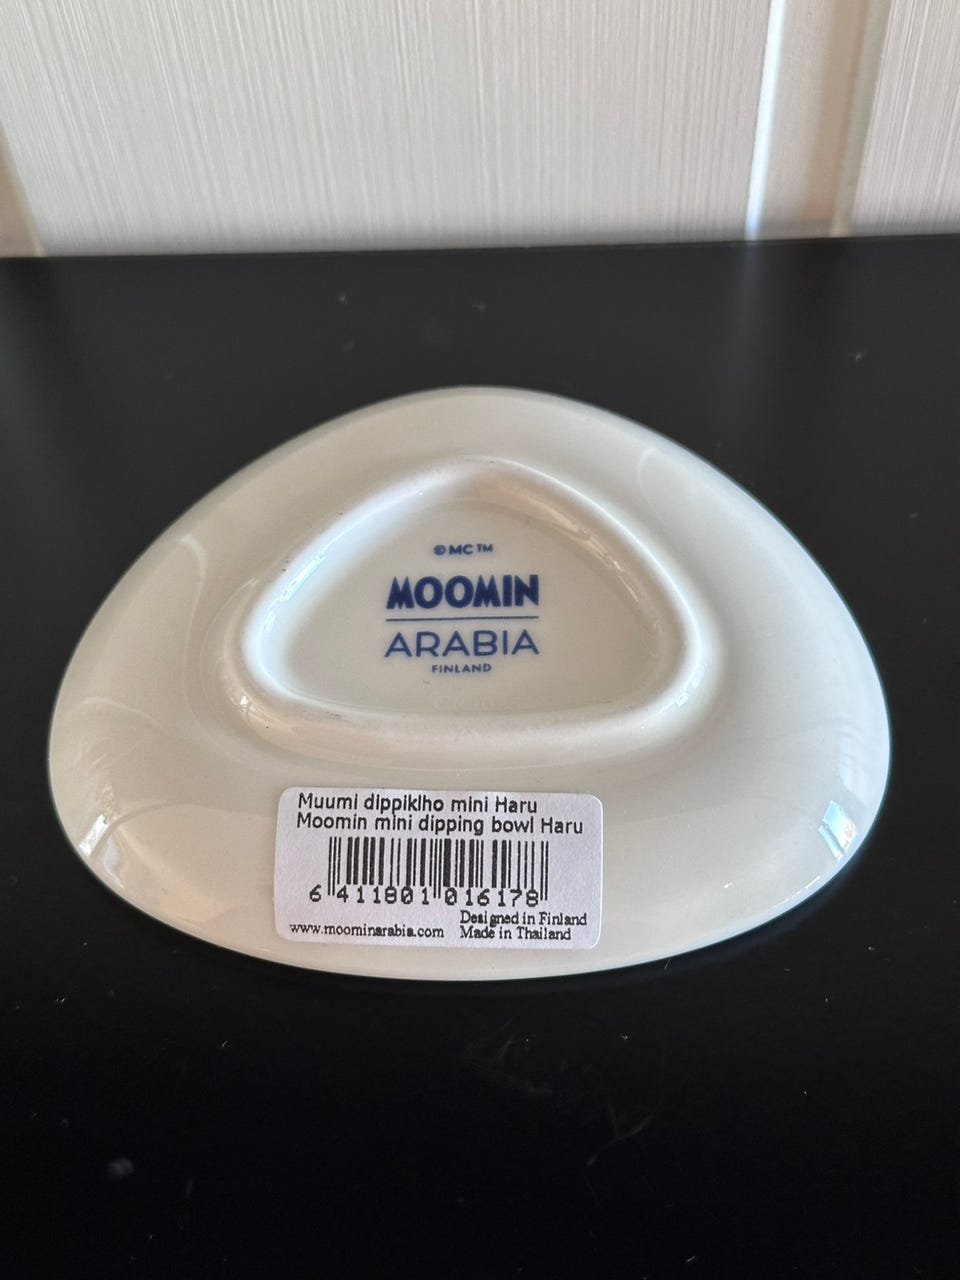 ©MC™
MOOMIN
ARABIA
FINLAND
Muumi dippikiho mini Haru
Moomin mini dipping bowl Haru
6 411801 016178
Designed in Finland
www.moominarabia.com Made in Thailand